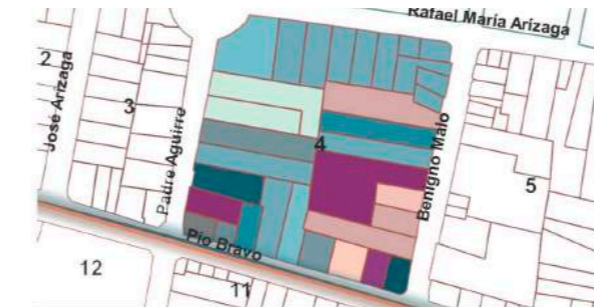 Rafael María Arízaga
2
José Arízaga
3
Padre Aguirre
4
Benigno Malo
5
Pío Bravo
12
11